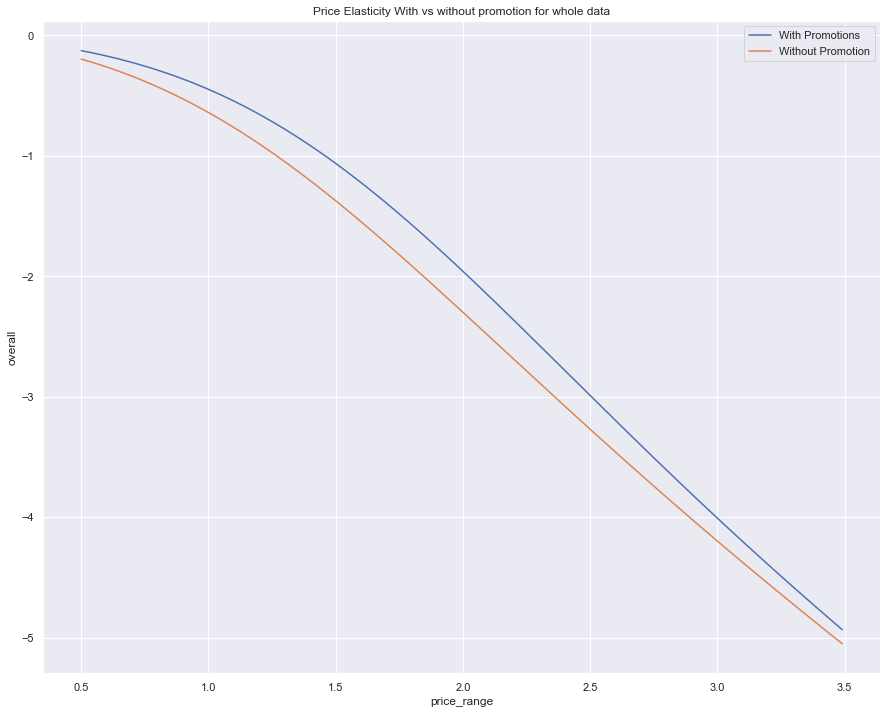 Price Elasticity With vs without promotion for whole data
With Promotions
Without Promotion
0
−1
−2
−3
−4
−5
overall
0.5
1.0
1.5
2.0
2.5
3.0
3.5
price_range